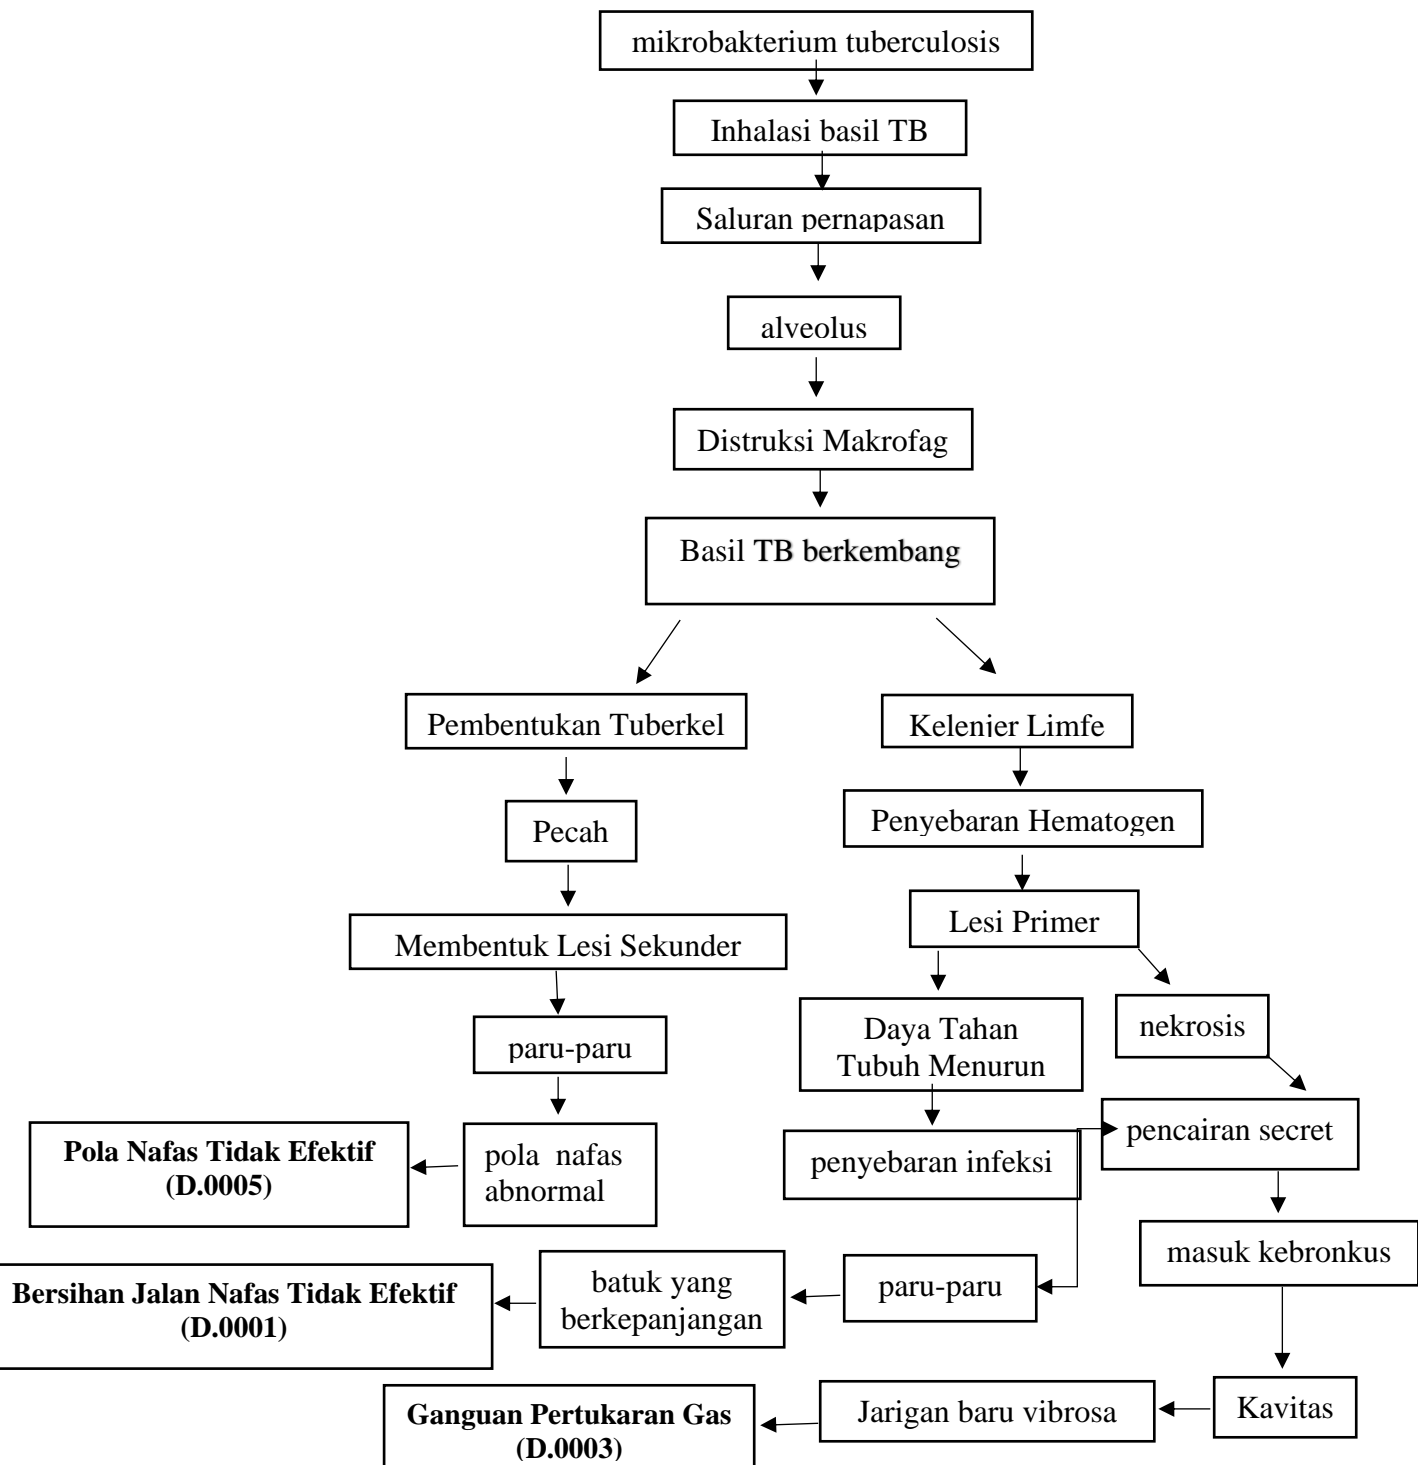 mikrobakterium tuberculosis
Inhalasi basil TB
Saluran pernapasan
alveolus
Distruksi Makrofag
Basil TB berkembang
Pembentukan Tuberkel
Kelenjer Limfe
Pecah
Penyebaran Hematogen
Membentuk Lesi Sekunder
Lesi Primer
paru-paru
Daya Tahan
Tubuh Menurun
nekrosis
Pola Nafas Tidak Efektif
(D.0005)
pola nafas
abnormal
penyebaran infeksi
pencairan secret
masuk kebronkus
Bersihan Jalan Nafas Tidak Efektif
(D.0001)
batuk yang
berkepanjangan
paru-paru
Ganguan Pertukaran Gas
(D.0003)
Jarigan baru vibrosa
Kavitas